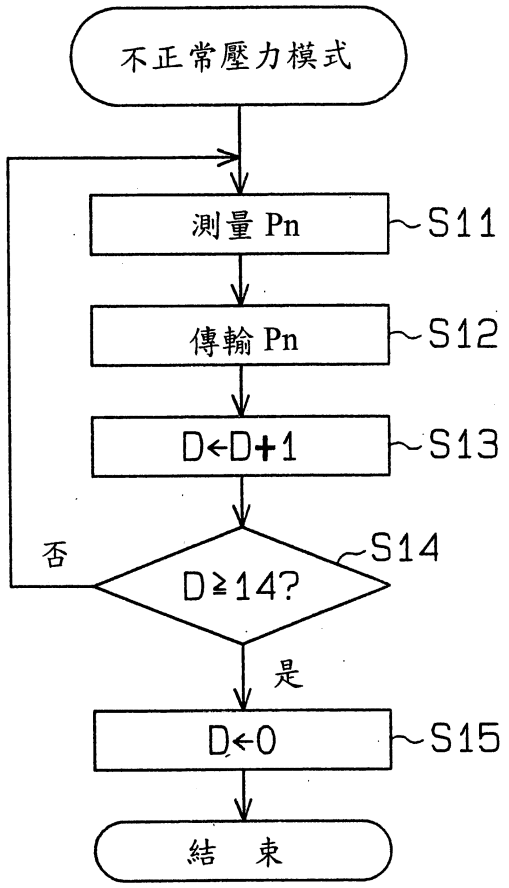 不正常壓力模式
測量 Pn
S11
傳輸 Pn
S12
D←D+1
S13
S14
否
D≧14?
是
D←0
S15
結 束